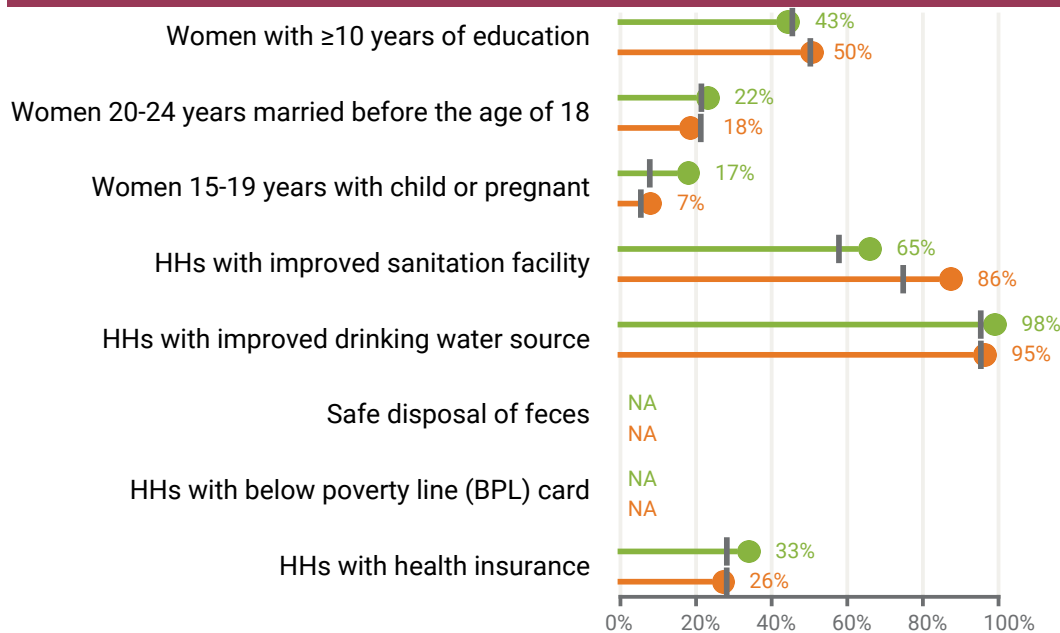 Women with ≥10 years of education
43%
50%
Women 20-24 years married before the age of 18
22%
18%
Women 15-19 years with child or pregnant
17%
7%
HHs with improved sanitation facility
65%
86%
HHs with improved drinking water source
98%
95%
Safe disposal of feces
NA
NA
HHs with below poverty line (BPL) card
NA
NA
HHs with health insurance
33%
26%
0% 20% 40% 60% 80% 100%